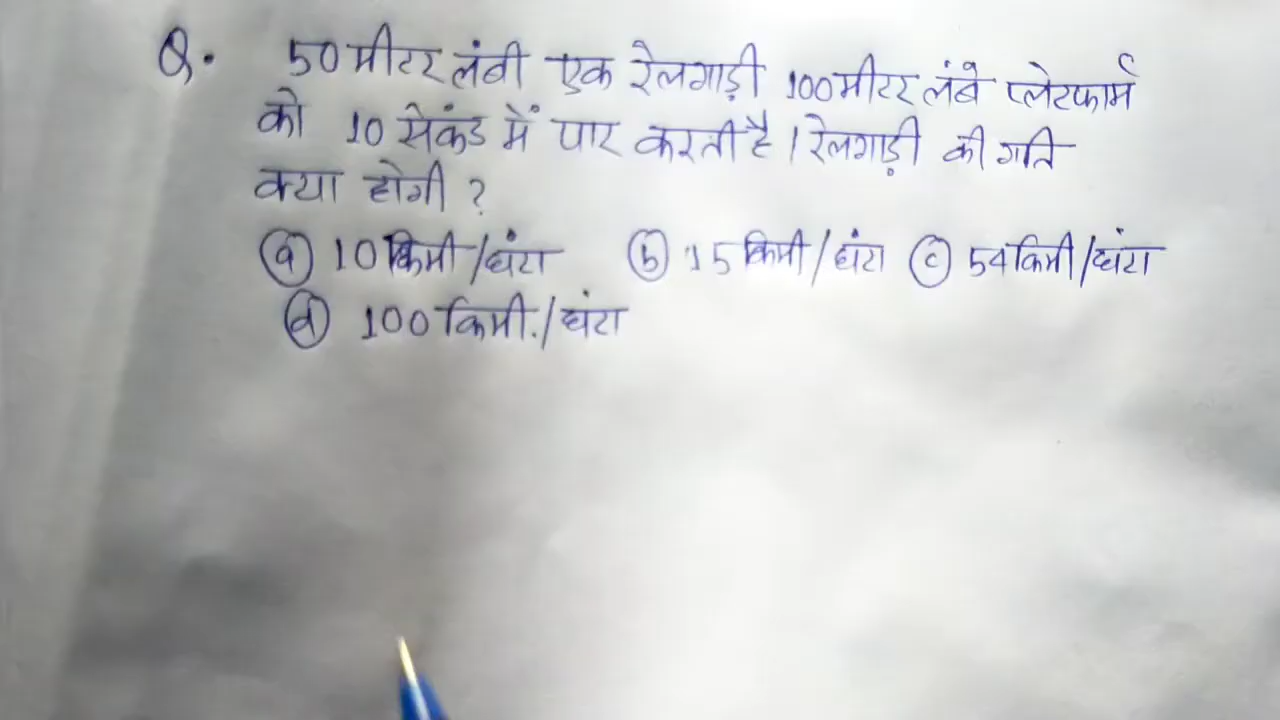 Q. 50 मीटर लंबी एक रेलगाड़ी 100 मीटर लंबे प्लेटफार्म
को 10 सेकंड में पार करती है। रेलगाड़ी की गति
क्या होगी ?
(a) 10 किमी /घंटा (b) 15 किमी / घंटा (c) 54 किमी /घंटा
(d) 100 किमी. /घंटा